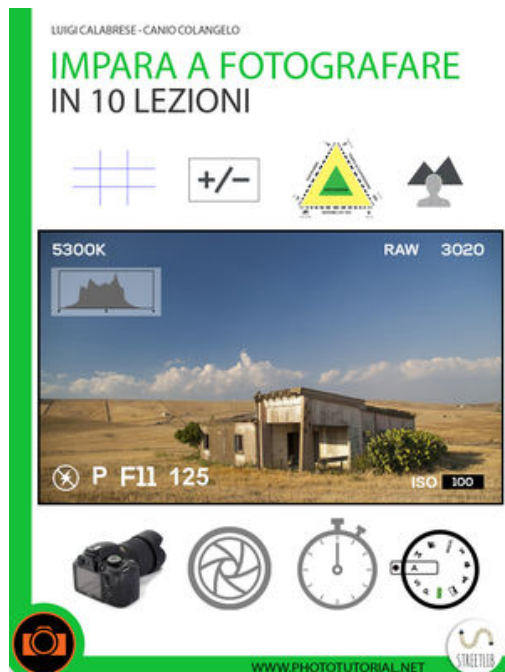 LUIGI CALABRESE - CANIO COLANGELO
IMPARA A FOTOGRAFARE
IN 10 LEZIONI
+/−
5300K
RAW 3020
P F11 125
ISO 100
A
WWW.PHOTOTUTORIAL.NET
STREETLIB